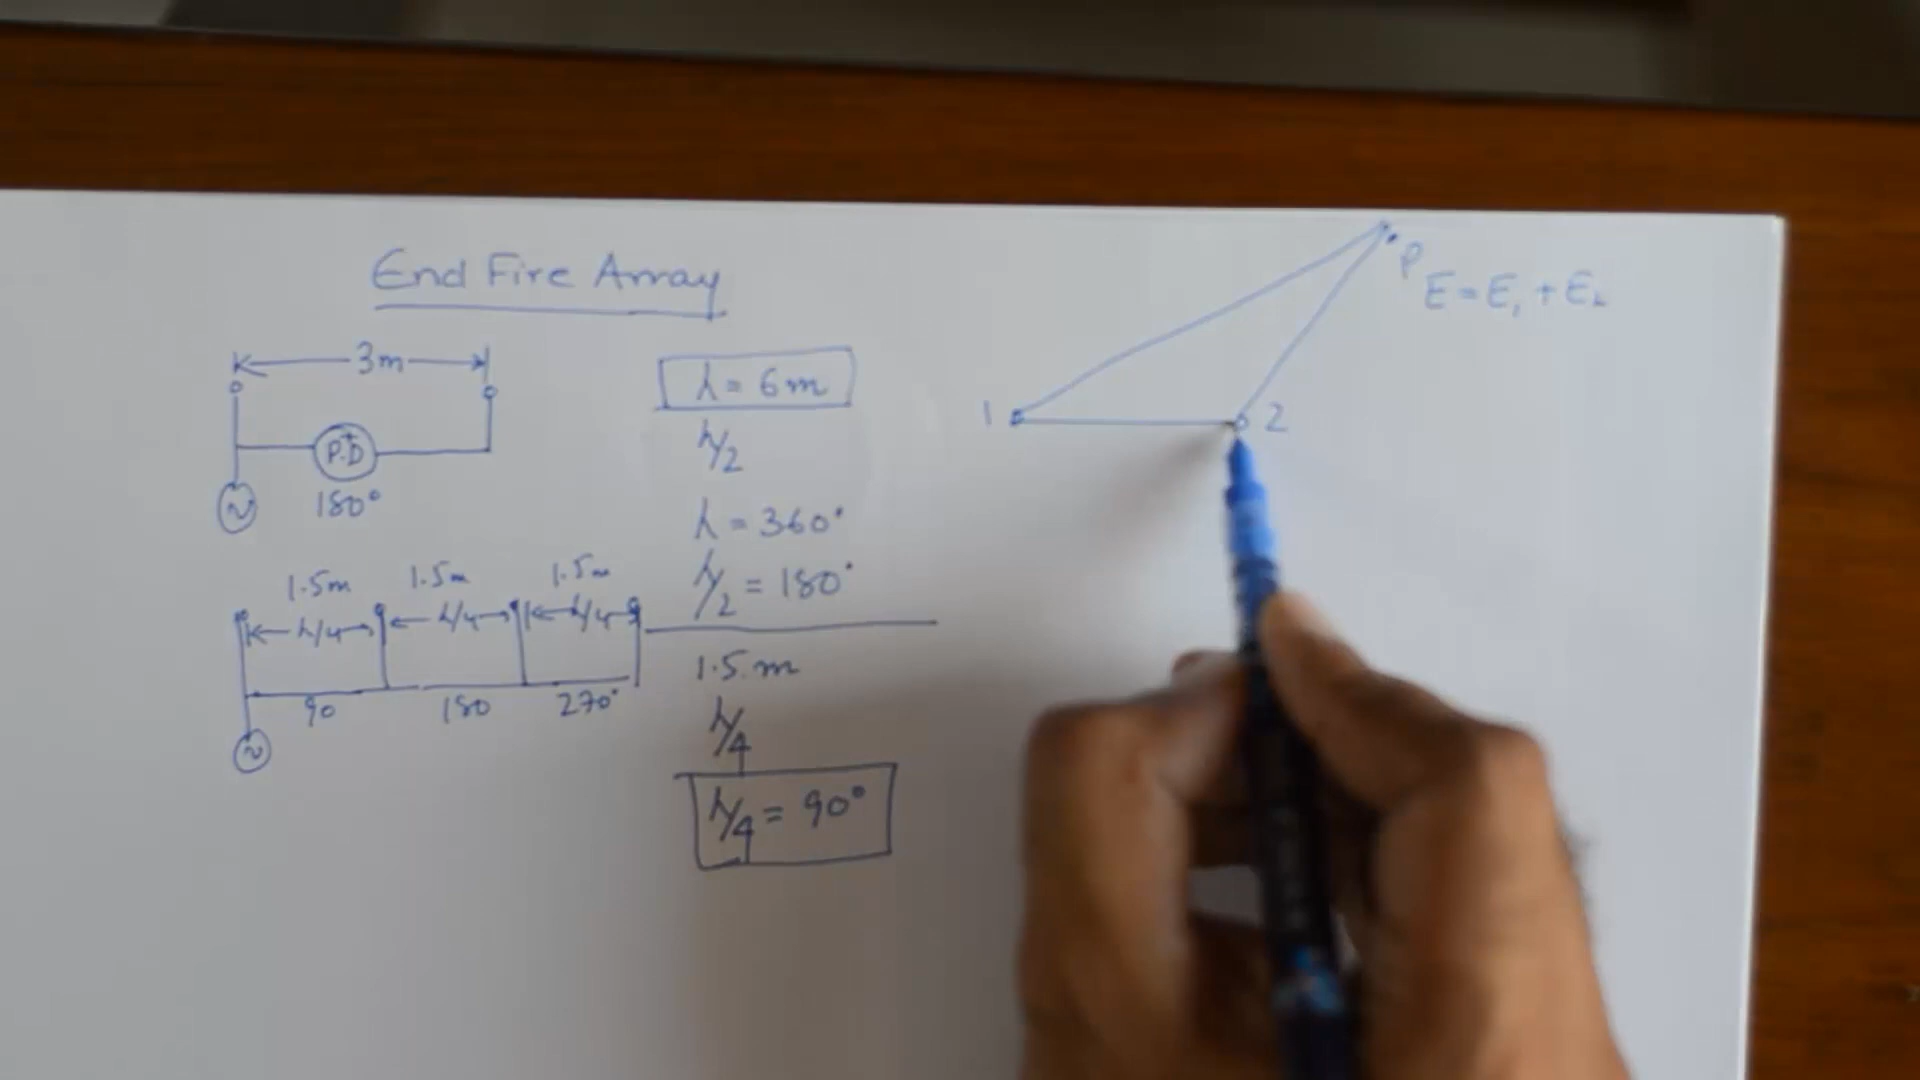 End Fire Array
3m
P.D
180°
~
1.5m 1.5m 1.5m
λ/4 λ/4 λ/4
90 180 270°
~
λ = 6m
λ/2
λ = 360°
λ/2 = 180°
1.5m
λ/4
λ/4 = 90°
P
E = E₁ + E₂
1 2